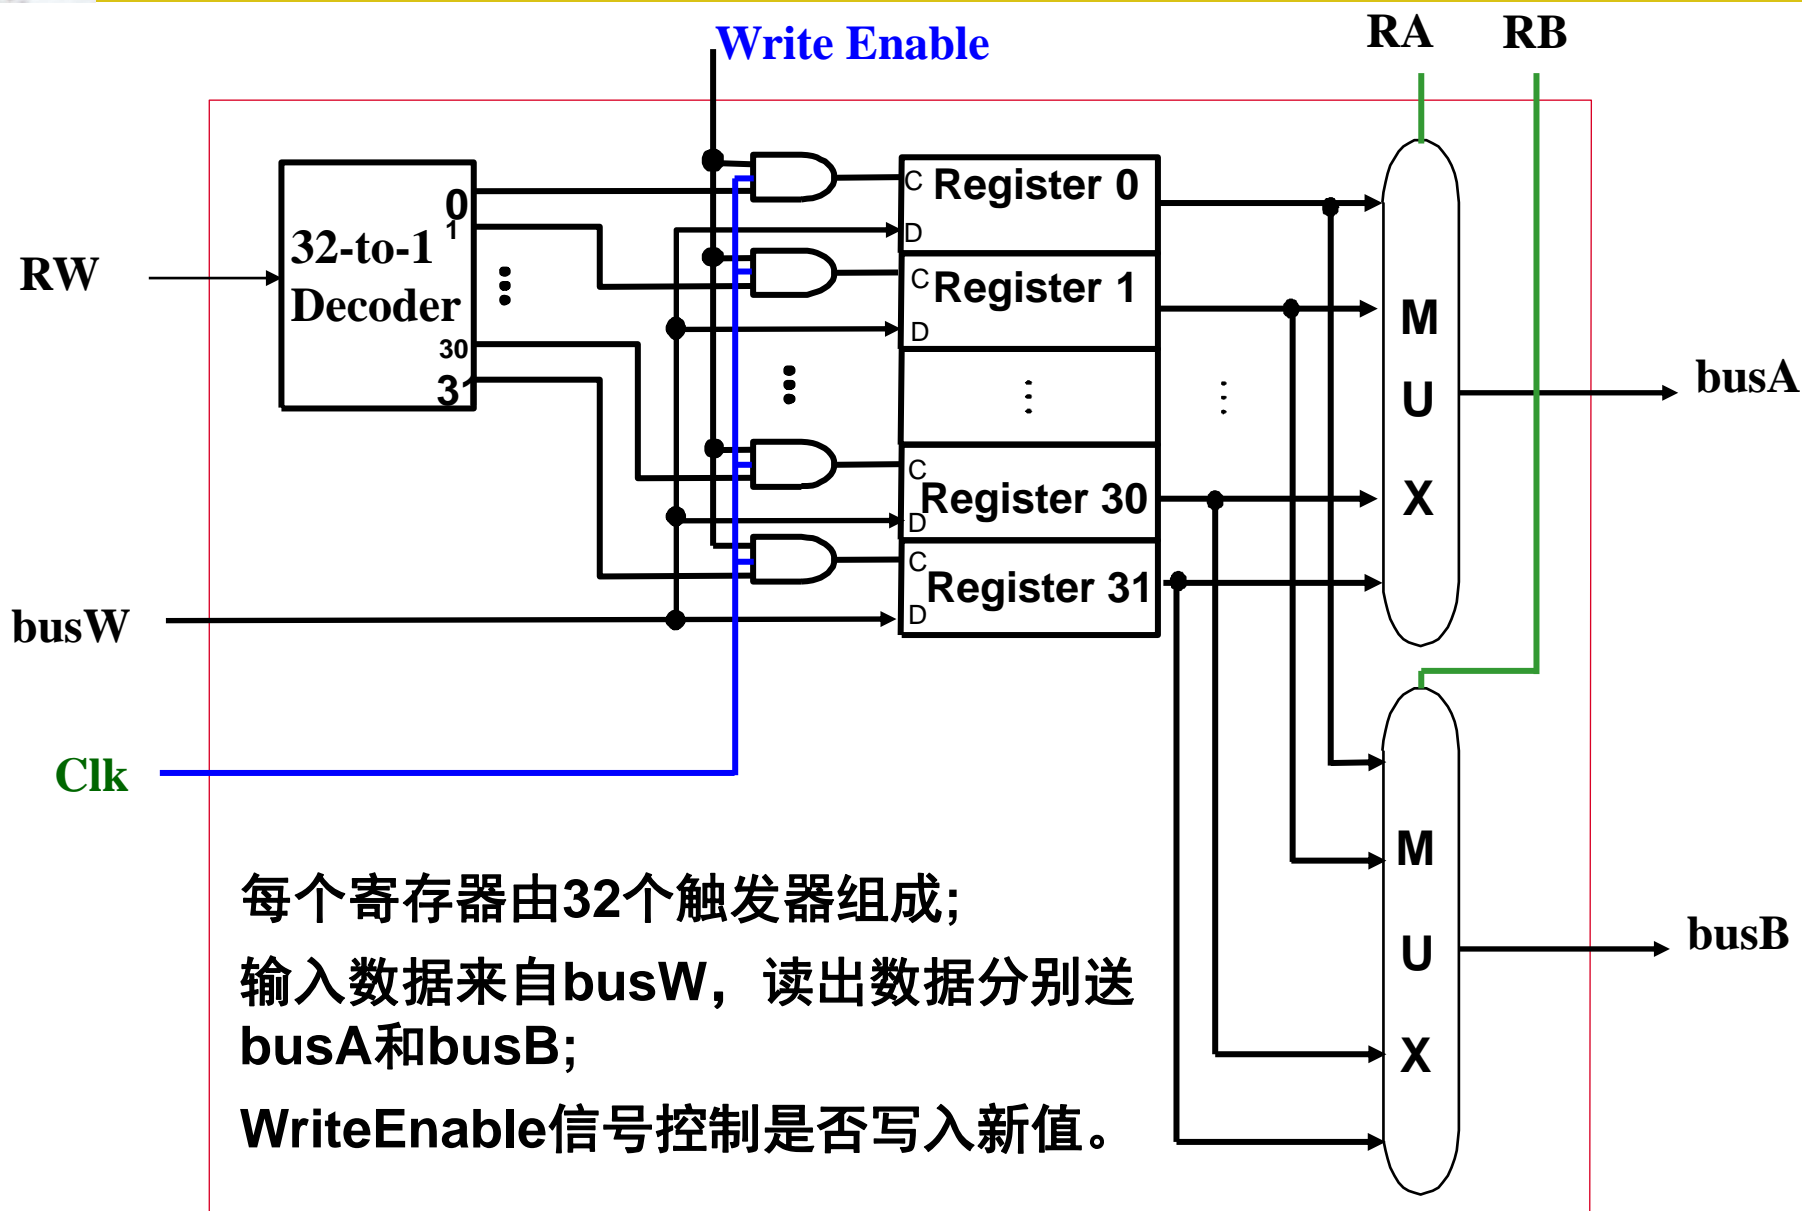 Write Enable
RA
RB
RW
32-to-1
Decoder
0
1
30
31
C
Register 0
D
C
Register 1
D
C
Register 30
D
C
Register 31
D
M
U
X
busA
busW
Clk
M
U
X
busB
每个寄存器由32个触发器组成;
输入数据来自busW，读出数据分别送
busA和busB;
WriteEnable信号控制是否写入新值。